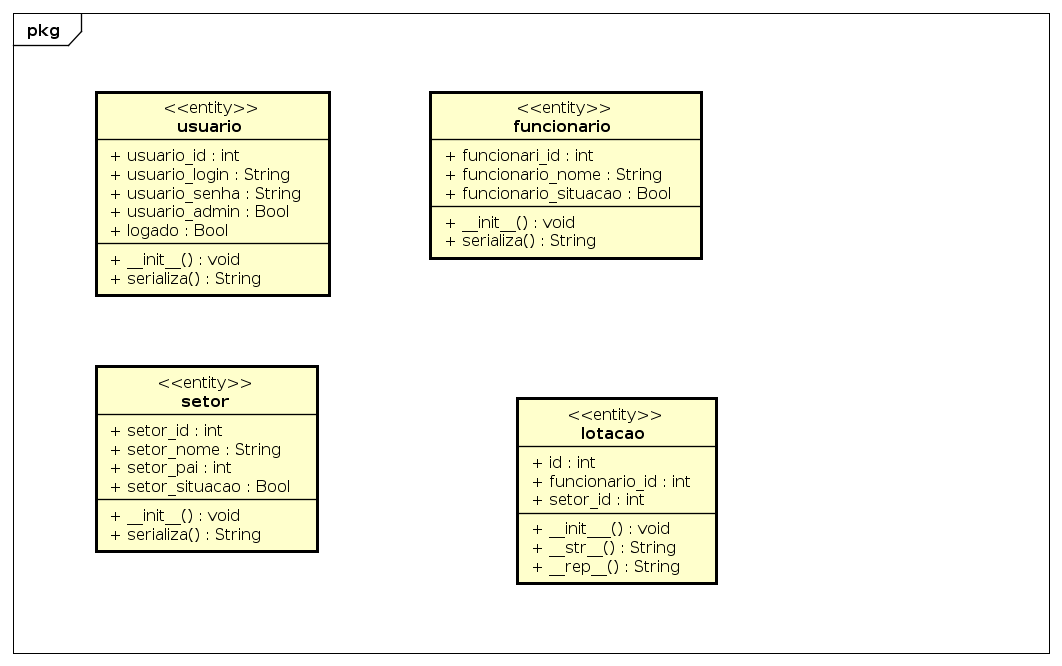 pkg
<<entity>>
usuario
+ usuario_id : int
+ usuario_login : String
+ usuario_senha : String
+ usuario_admin : Bool
+ logado : Bool
+ __init__() : void
+ serializa() : String
<<entity>>
funcionario
+ funcionari_id : int
+ funcionario_nome : String
+ funcionario_situacao : Bool
+ __init__() : void
+ serializa() : String
<<entity>>
setor
+ setor_id : int
+ setor_nome : String
+ setor_pai : int
+ setor_situacao : Bool
+ __init__() : void
+ serializa() : String
<<entity>>
lotacao
+ id : int
+ funcionario_id : int
+ setor_id : int
+ __init___() : void
+ __str__() : String
+ __rep__() : String